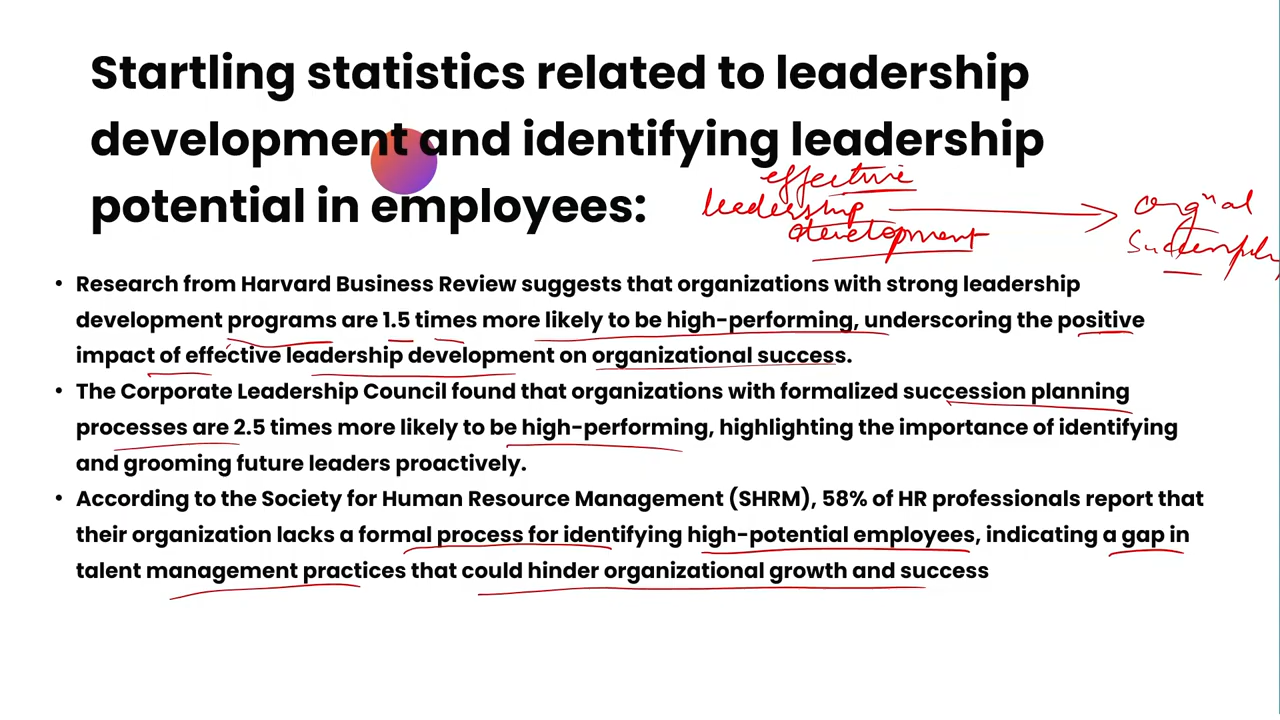 Startling statistics related to leadership
development and identifying leadership
potential in employees:
effective
leadership
development
orgnal
• Research from Harvard Business Review suggests that organizations with strong leadership
development programs are 1.5 times more likely to be high-performing, underscoring the positive
impact of effective leadership development on organizational success.
• The Corporate Leadership Council found that organizations with formalized succession planning
processes are 2.5 times more likely to be high-performing, highlighting the importance of identifying
and grooming future leaders proactively.
• According to the Society for Human Resource Management (SHRM), 58% of HR professionals report that
their organization lacks a formal process for identifying high-potential employees, indicating a gap in
talent management practices that could hinder organizational growth and success